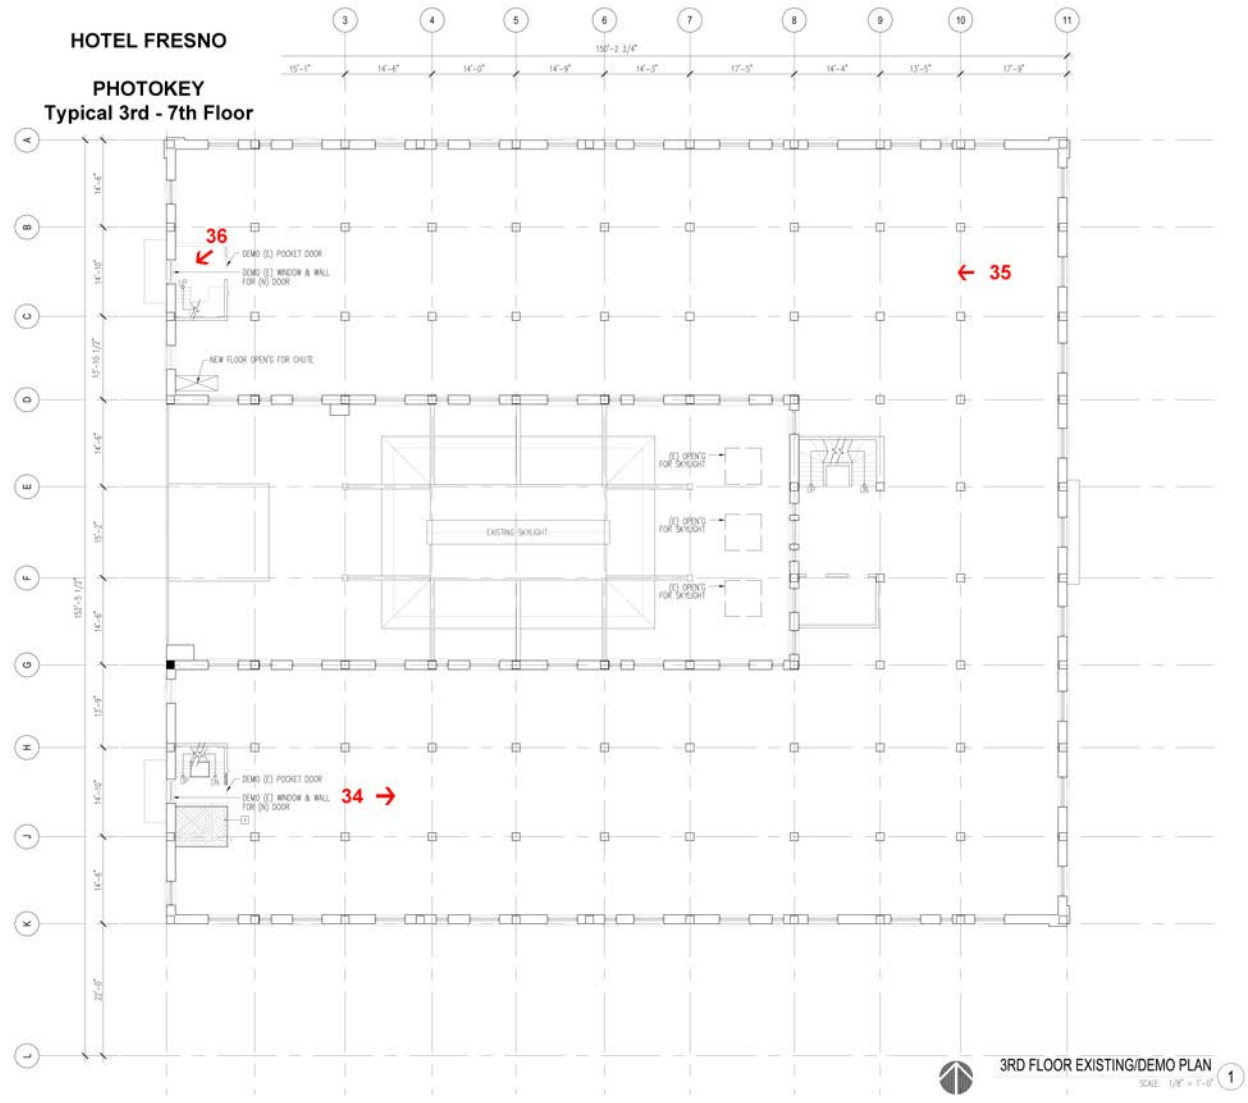 3 4 5 6 7 8 9 10 11
HOTEL FRESNO
150'-2 3/4"
15'-1" 14'-6" 14'-0" 14'-9" 14'-3" 17'-5" 14'-4" 13'-5" 17'-9"
PHOTOKEY
Typical 3rd - 7th Floor
A
14'-6"
B
36
DEMO (E) POCKET DOOR
14'-10"
DEMO (E) WINDOW & WALL
FOR (N) DOOR
35
UP
C
13'-10 1/2"
NEW FLOOR OPEN'G FOR CHUTE
D
14'-6"
(E) OPEN'G
FOR SKYLIGHT
E
UP DN
15'-2"
(E) OPEN'G
FOR SKYLIGHT
EXISTING SKYLIGHT
F
152'-5 1/2"
14'-6"
(E) OPEN'G
FOR SKYLIGHT
G
13'-9"
H
UP DN
DEMO (E) POCKET DOOR
14'-10"
DEMO (E) WINDOW & WALL
FOR (N) DOOR
34
J
14'-6"
K
22'-0"
L
3RD FLOOR EXISTING/DEMO PLAN
SCALE: 1/8" = 1'-0"
1